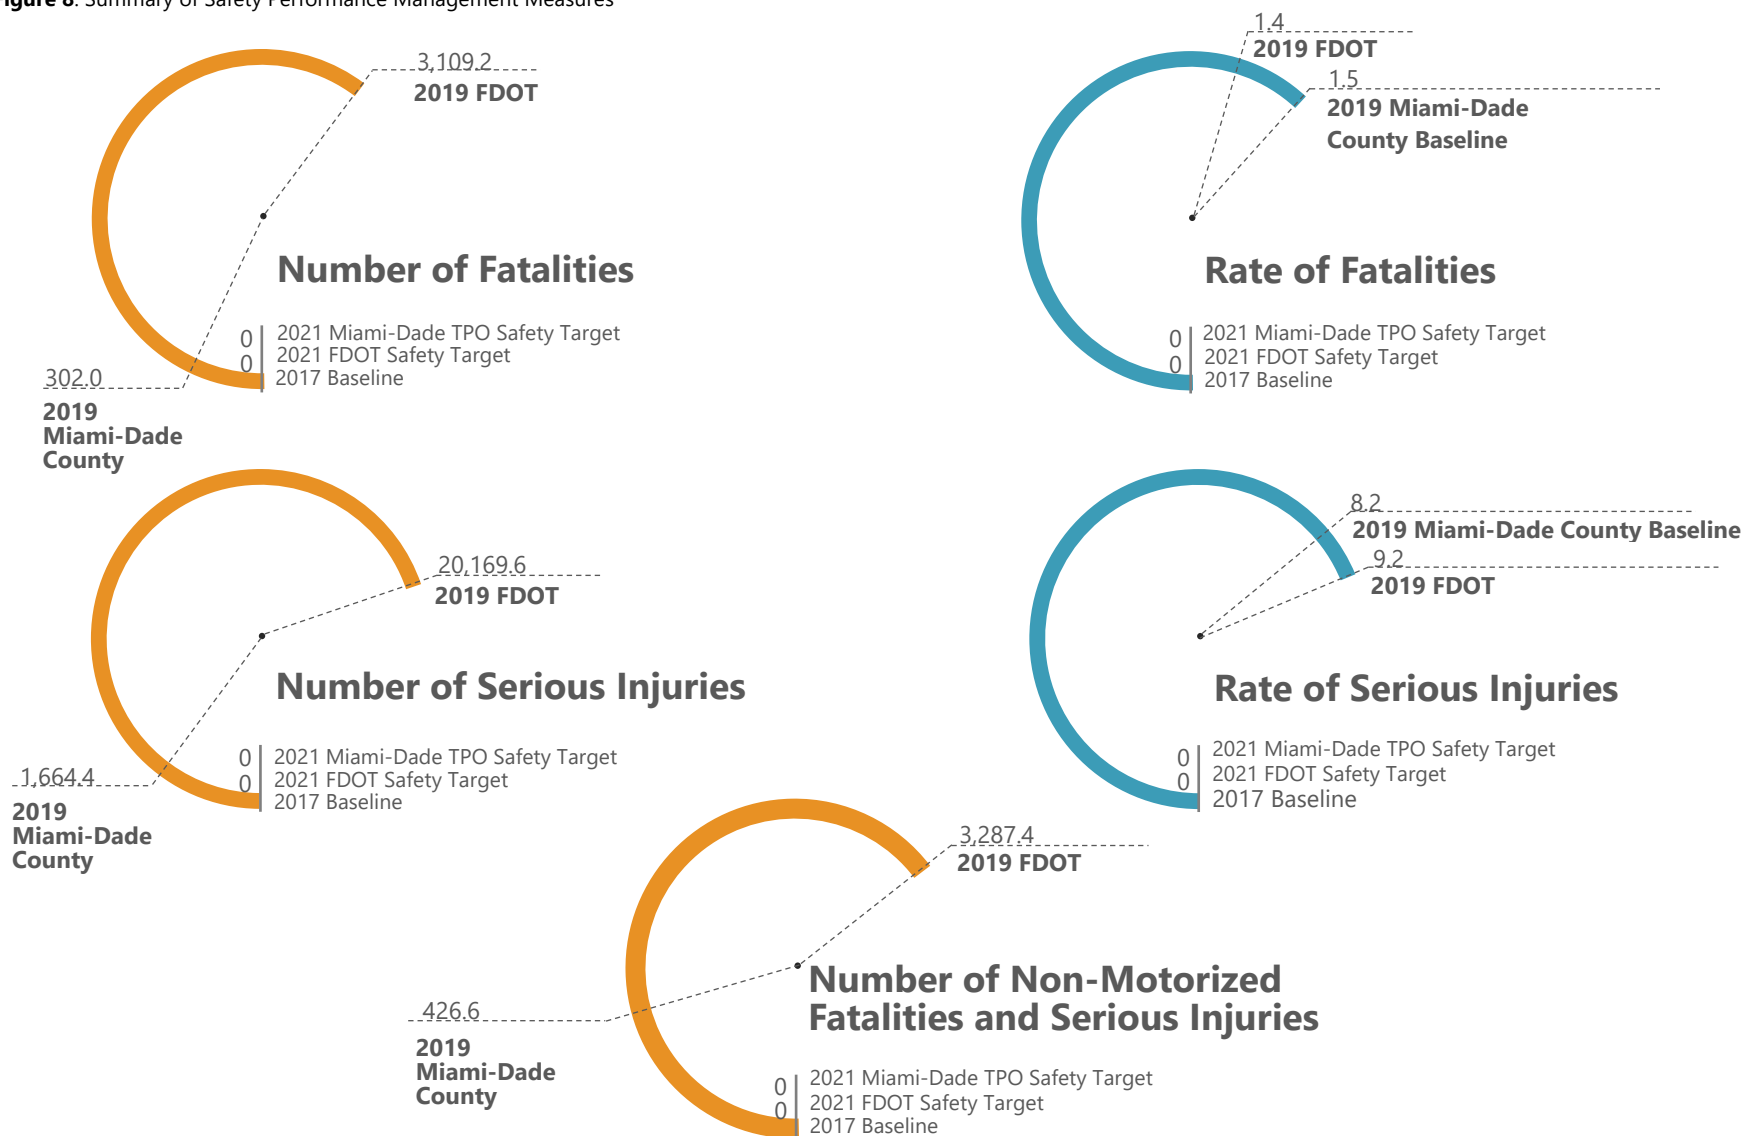 Figure 8: Summary of Safety Performance Management Measures
3,109.2
2019 FDOT
Number of Fatalities
0
0
2021 Miami-Dade TPO Safety Target
2021 FDOT Safety Target
2017 Baseline
302.0
2019
Miami-Dade
County
1.4
2019 FDOT
1.5
2019 Miami-Dade
County Baseline
Rate of Fatalities
0
0
2021 Miami-Dade TPO Safety Target
2021 FDOT Safety Target
2017 Baseline
20,169.6
2019 FDOT
Number of Serious Injuries
0
0
2021 Miami-Dade TPO Safety Target
2021 FDOT Safety Target
2017 Baseline
1,664.4
2019
Miami-Dade
County
8.2
2019 Miami-Dade County Baseline
9.2
2019 FDOT
Rate of Serious Injuries
0
0
2021 Miami-Dade TPO Safety Target
2021 FDOT Safety Target
2017 Baseline
3,287.4
2019 FDOT
Number of Non-Motorized
Fatalities and Serious Injuries
426.6
2019
Miami-Dade
County
0
0
2021 Miami-Dade TPO Safety Target
2021 FDOT Safety Target
2017 Baseline